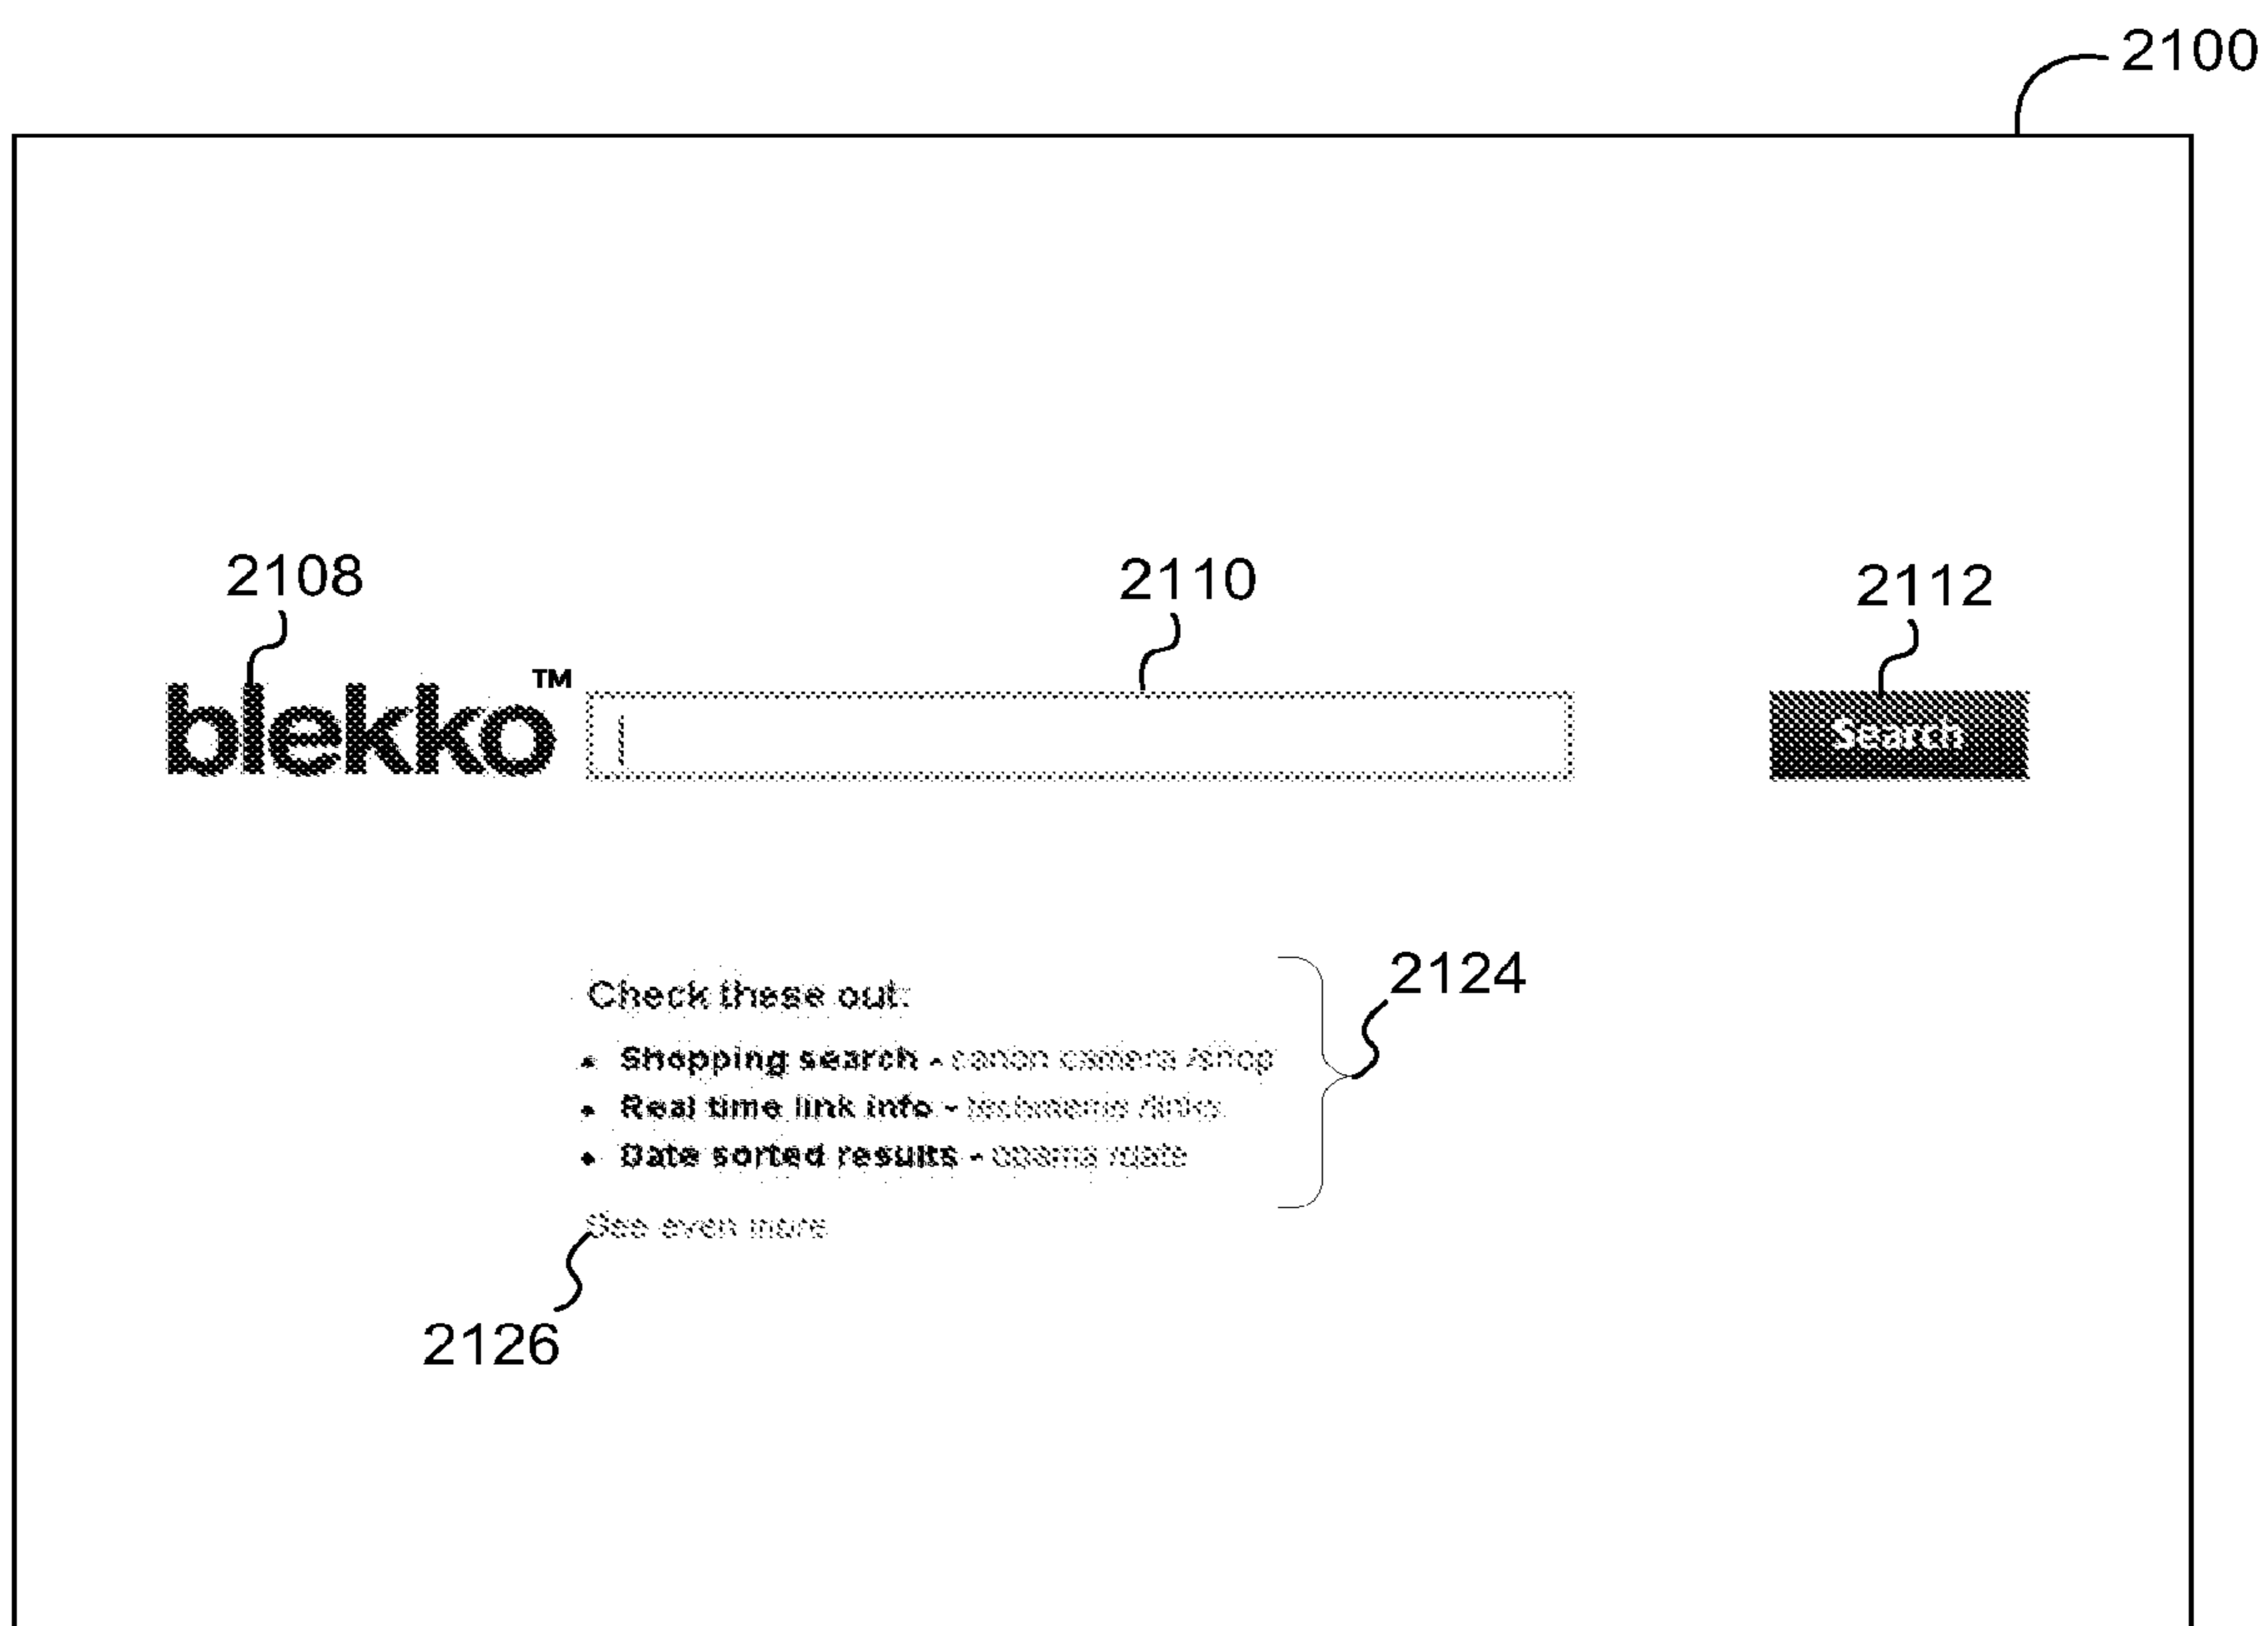 2100
2108
2110
2112
blekko™
Search
2124
Check these out:
• Shopping search - canon camera /shop
• Real time link info - techmeme /links
• Date sorted results - obama /date
See even more
2126